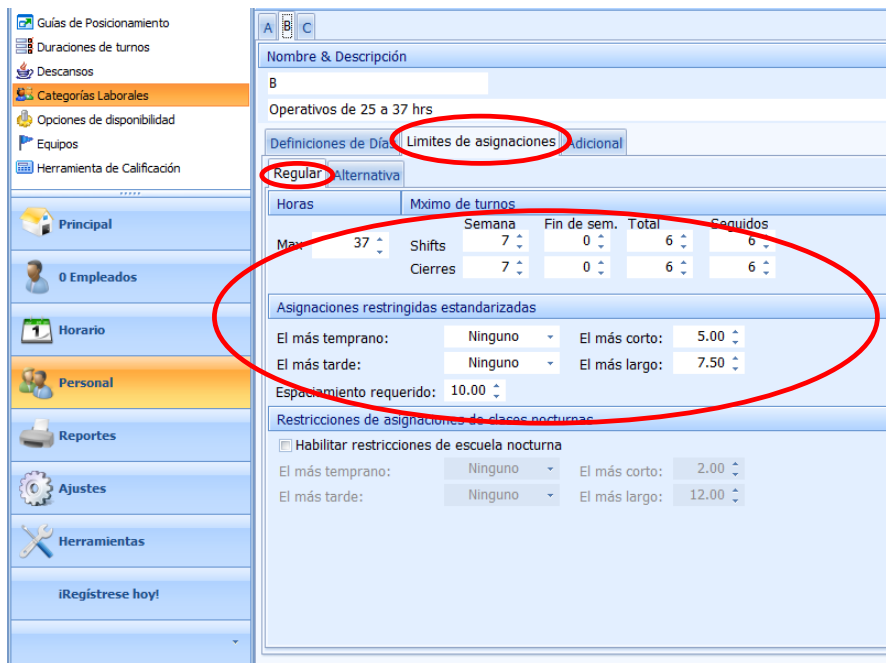 Guías de Posicionamiento
Duraciones de turnos
Descansos
Categorías Laborales
Opciones de disponibilidad
Equipos
Herramienta de Calificación
Principal
0 Empleados
1
Horario
Personal
Reportes
Ajustes
Herramientas
¡Regístrese hoy!
A B C
Nombre & Descripción
B
Operativos de 25 a 37 hrs
Definiciones de Días Limites de asignaciones Adicional
Regular Alternativa
Horas Mximo de turnos
Semana Fin de sem. Total Seguidos
Max 37 Shifts 7 0 6 6
Cierres 7 0 6 6
Asignaciones restringidas estandarizadas
El más temprano: Ninguno El más corto: 5.00
El más tarde: Ninguno El más largo: 7.50
Espaciamiento requerido: 10.00
Restricciones de asignaciones de clases nocturnas
Habilitar restricciones de escuela nocturna
El más temprano: Ninguno El más corto: 2.00
El más tarde: Ninguno El más largo: 12.00